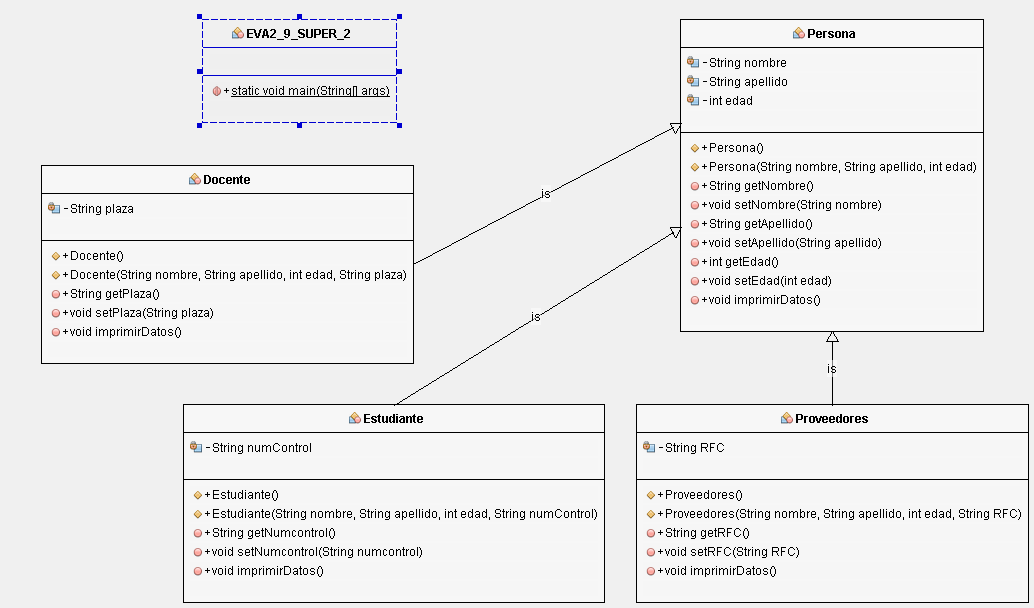 EVA2_9_SUPER_2
+static void main(String[] args)
Persona
-String nombre
-String apellido
-int edad
+Persona()
+Persona(String nombre, String apellido, int edad)
+String getNombre()
+void setNombre(String nombre)
+String getApellido()
+void setApellido(String apellido)
+int getEdad()
+void setEdad(int edad)
+void imprimirDatos()
Docente
-String plaza
+Docente()
+Docente(String nombre, String apellido, int edad, String plaza)
+String getPlaza()
+void setPlaza(String plaza)
+void imprimirDatos()
is
is
is
Estudiante
-String numControl
+Estudiante()
+Estudiante(String nombre, String apellido, int edad, String numControl)
+String getNumcontrol()
+void setNumcontrol(String numcontrol)
+void imprimirDatos()
Proveedores
-String RFC
+Proveedores()
+Proveedores(String nombre, String apellido, int edad, String RFC)
+String getRFC()
+void setRFC(String RFC)
+void imprimirDatos()